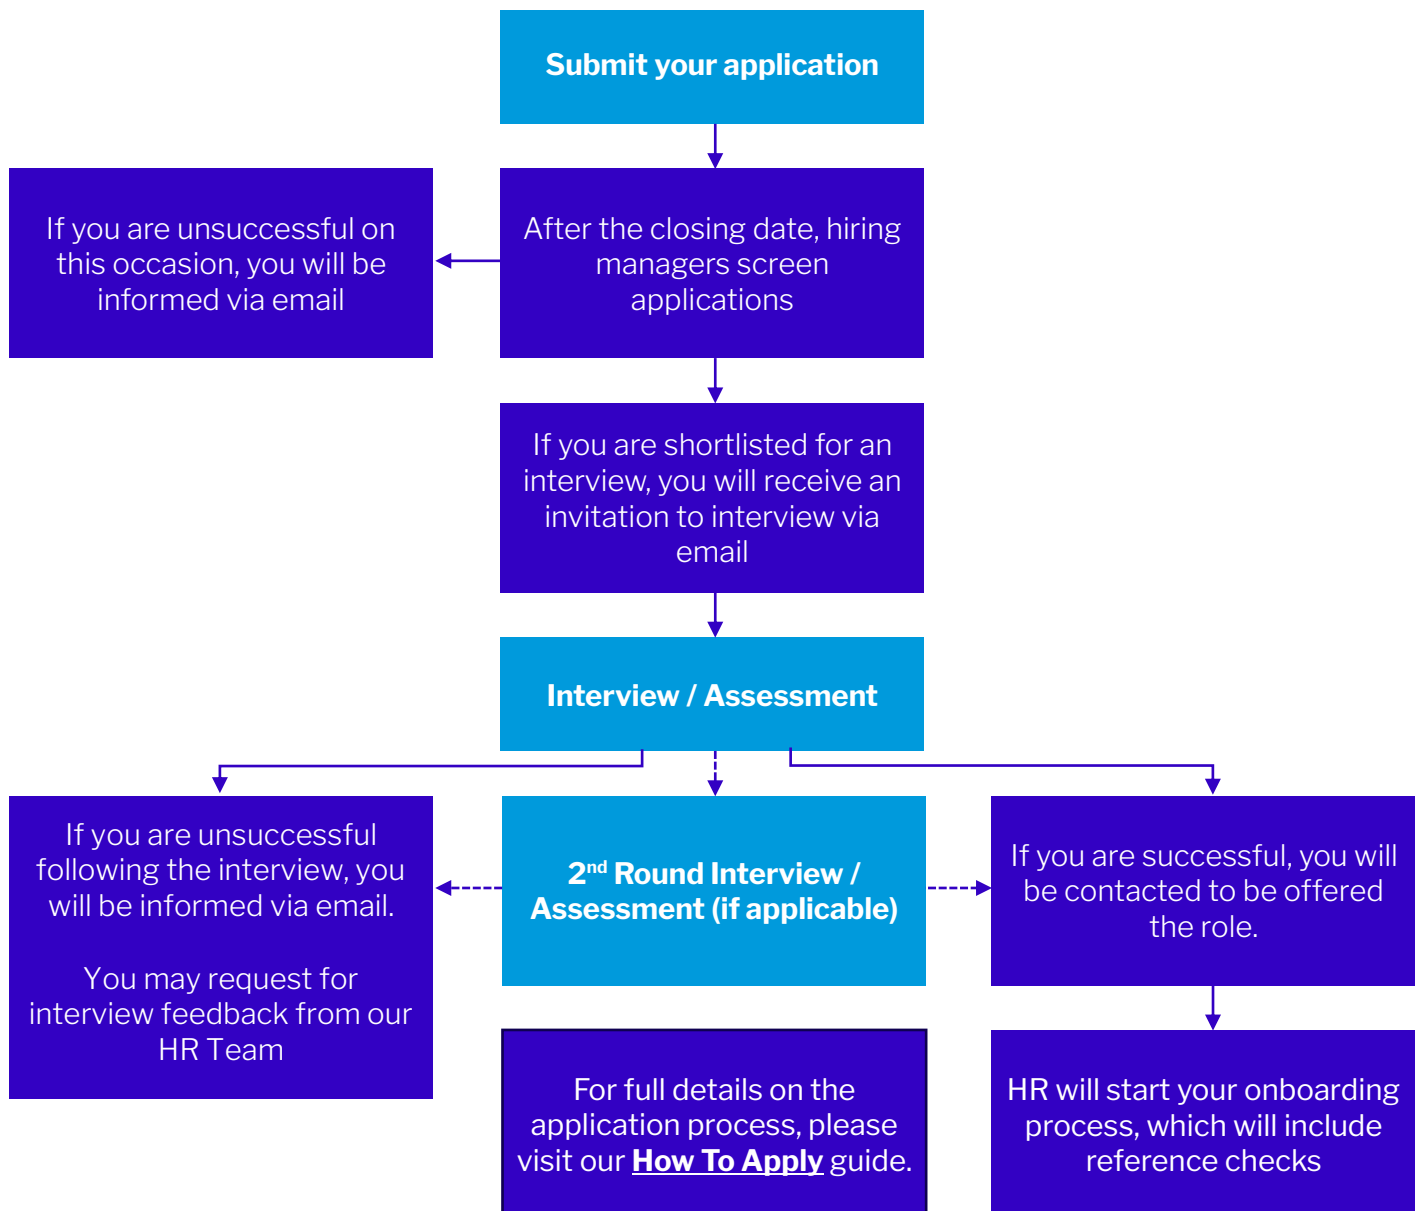 Submit your application
If you are unsuccessful on
this occasion, you will be
informed via email
After the closing date, hiring
managers screen
applications
If you are shortlisted for an
interview, you will receive an
invitation to interview via
email
Interview / Assessment
If you are unsuccessful
following the interview, you
will be informed via email.
You may request for
interview feedback from our
HR Team
2nd Round Interview /
Assessment (if applicable)
If you are successful, you will
be contacted to be offered
the role.
For full details on the
application process, please
visit our How To Apply guide.
HR will start your onboarding
process, which will include
reference checks